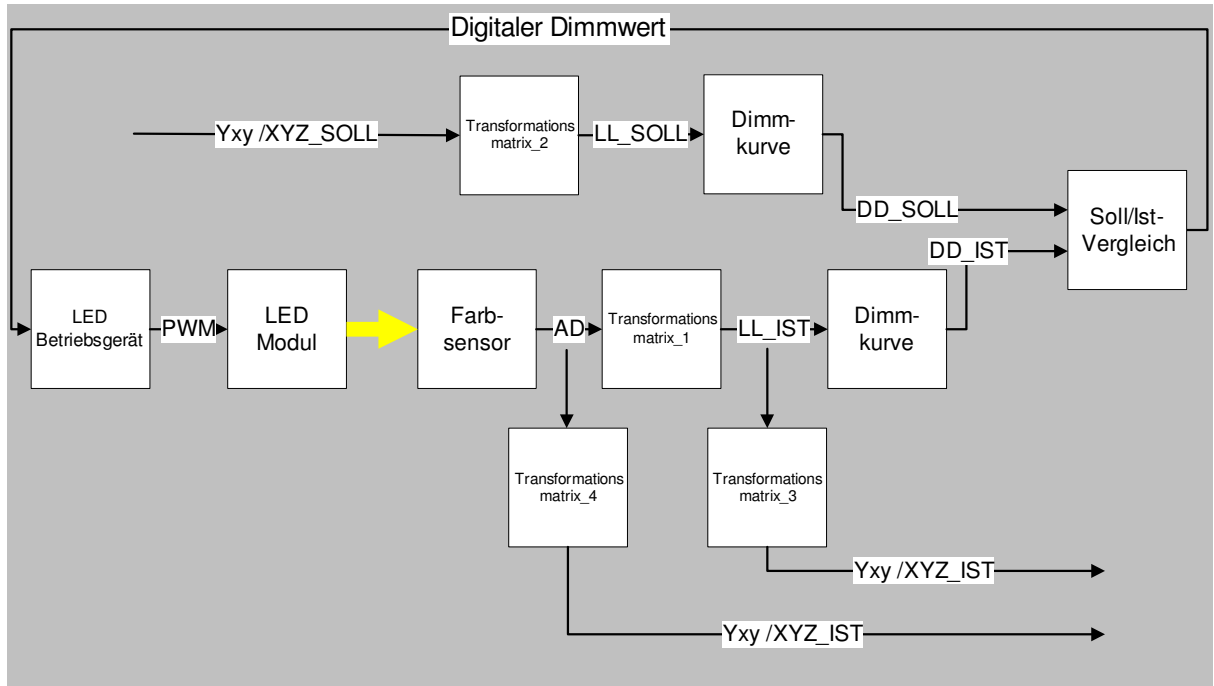 Digitaler Dimmwert
Yxy /XYZ_SOLL
Transformations
matrix_2
LL_SOLL
Dimm-
kurve
DD_SOLL
Soll/Ist-
Vergleich
DD_IST
LED
Betriebsgerät
PWM
LED
Modul
Farb-
sensor
AD
Transformations
matrix_1
LL_IST
Dimm-
kurve
Transformations
matrix_4
Transformations
matrix_3
Yxy /XYZ_IST
Yxy /XYZ_IST